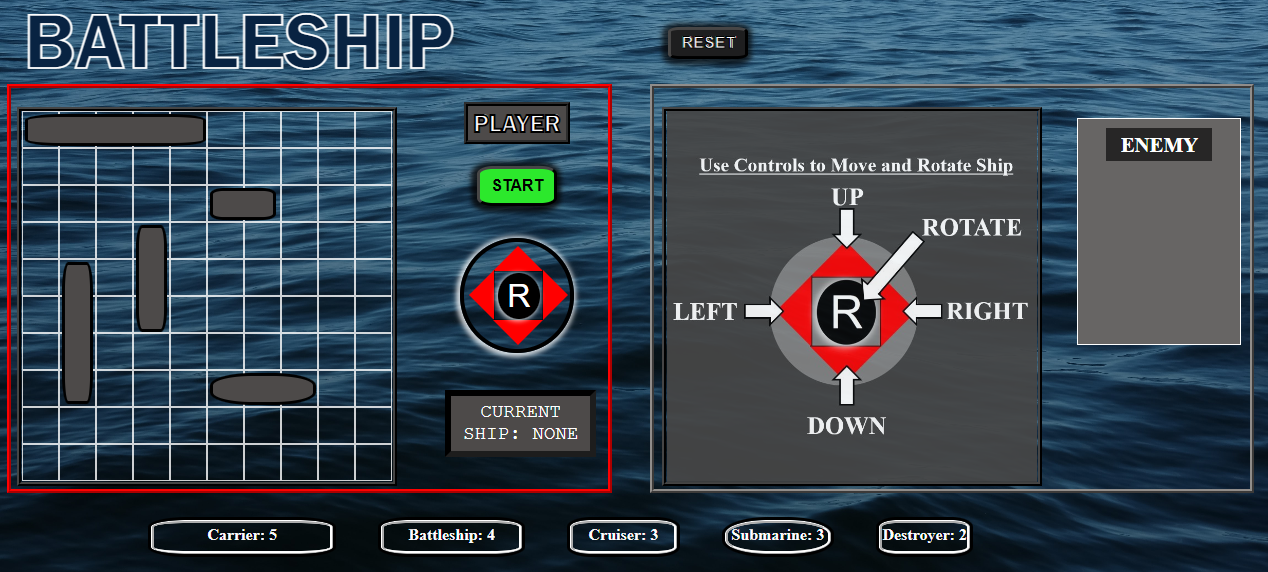 BATTLESHIP
RESET
PLAYER
START
R
CURRENT
SHIP: NONE
Use Controls to Move and Rotate Ship
UP
ROTATE
LEFT
R
RIGHT
DOWN
ENEMY
Carrier: 5
Battleship: 4
Cruiser: 3
Submarine: 3
Destroyer: 2